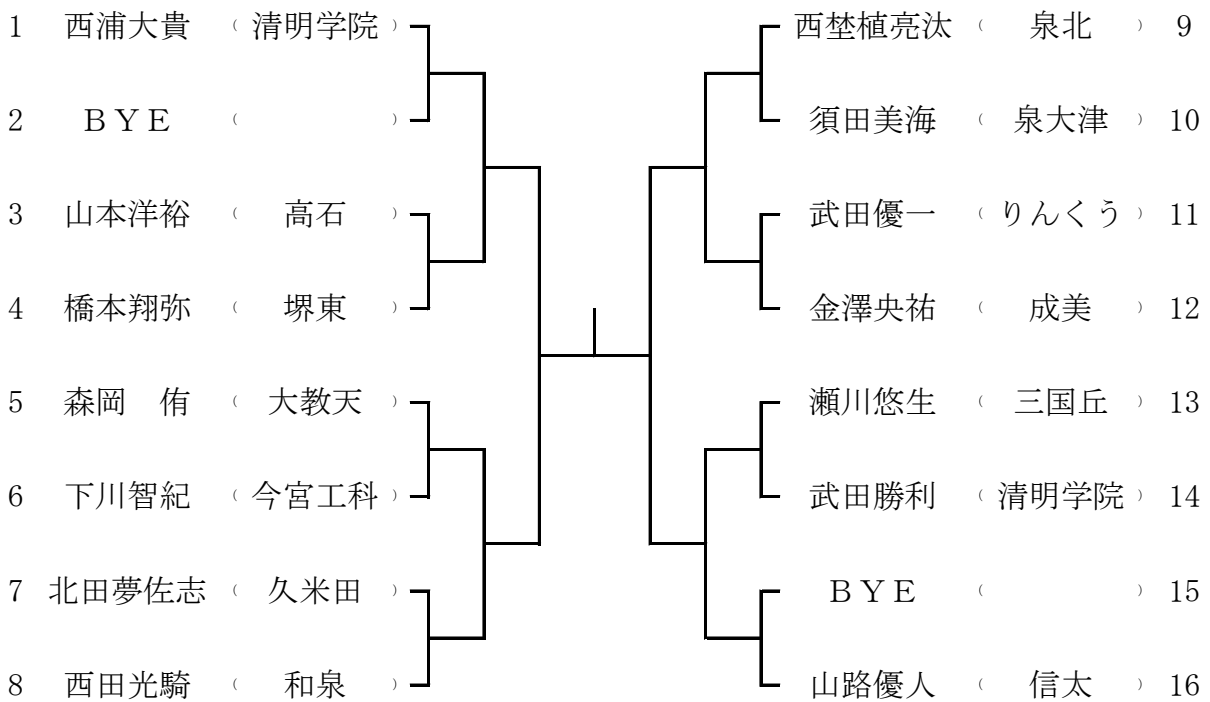 1 西浦大貴 （ 清明学院 ）
2 ＢＹＥ （ ）
3 山本洋裕 （ 高石 ）
4 橋本翔弥 （ 堺東 ）
5 森岡　侑 （ 大教天 ）
6 下川智紀 （ 今宮工科 ）
7 北田夢佐志 （ 久米田 ）
8 西田光騎 （ 和泉 ）
西埜植亮汰 （ 泉北 ） 9
須田美海 （ 泉大津 ） 10
武田優一 （ りんくう ） 11
金澤央祐 （ 成美 ） 12
瀬川悠生 （ 三国丘 ） 13
武田勝利 （ 清明学院 ） 14
ＢＹＥ （ ） 15
山路優人 （ 信太 ） 16